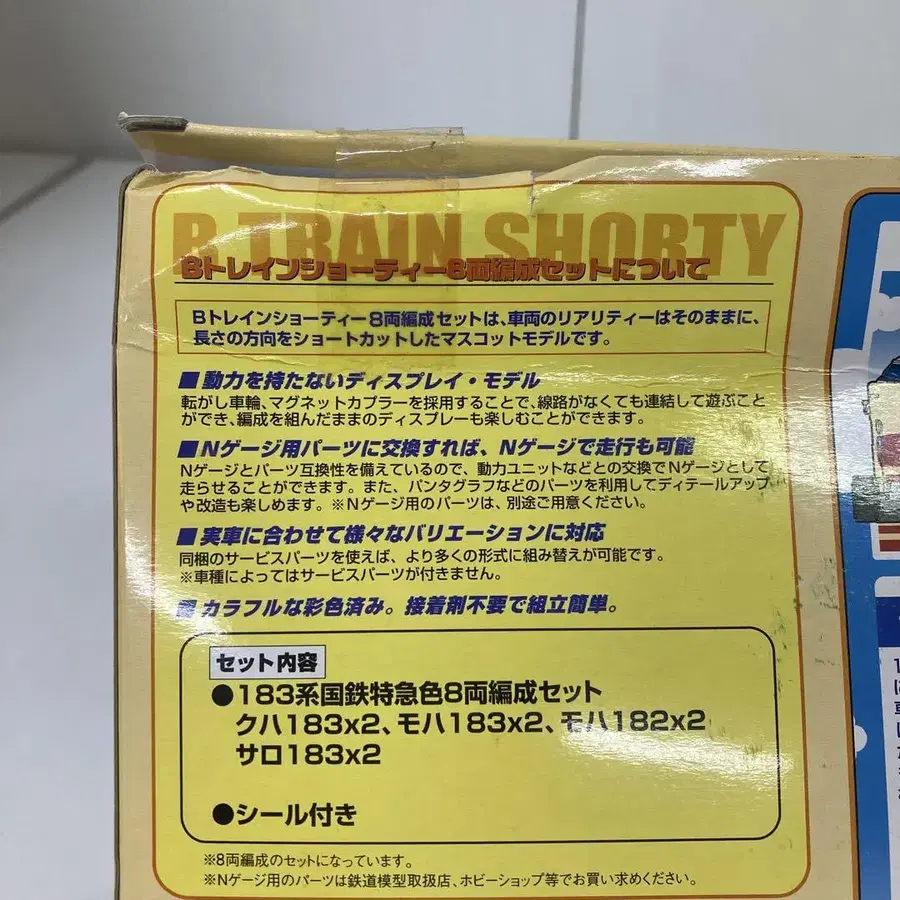 B TRAIN SHORTY
Bトレインショーティー8両編成セットについて
Bトレインショーティー8両編成セットは、車両のリアリティーはそのままに、
長さの方向をショートカットしたマスコットモデルです。
■動力を持たないディスプレイ・モデル
転がし車輪、マグネットカプラーを採用することで、線路がなくても連結して遊ぶこと
ができ、編成を組んだままのディスプレーも楽しむことができます。
■Nゲージ用パーツに交換すれば、Nゲージで走行も可能
Nゲージとパーツ互換性を備えているので、動力ユニットなどとの交換でNゲージとして
走らせることができます。また、パンタグラフなどのパーツを利用してディテールアップ
や改造も楽しめます。※Nゲージ用のパーツは、別途ご用意ください。
■実車に合わせて様々なバリエーションに対応
同梱のサービスパーツを使えば、より多くの形式に組み替えが可能です。
※車種によってはサービスパーツが付きません。
■カラフルな彩色済み。接着剤不要で組立簡単。
セット内容
●183系国鉄特急色8両編成セット
クハ183x2、モハ183x2、モハ182x2
サロ183x2
●シール付き
※8両編成のセットになっています。
※Nゲージ用のパーツは鉄道模型取扱店、ホビーショップ等でお買い求めください。